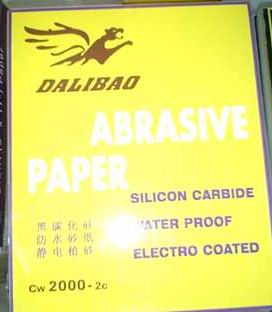 DALIBAO
ABRASIVE
PAPER
SILICON CARBIDE
黑碳化硅
WATER PROOF
防水砂纸
ELECTRO COATED
静电植砂
CW 2000-2c